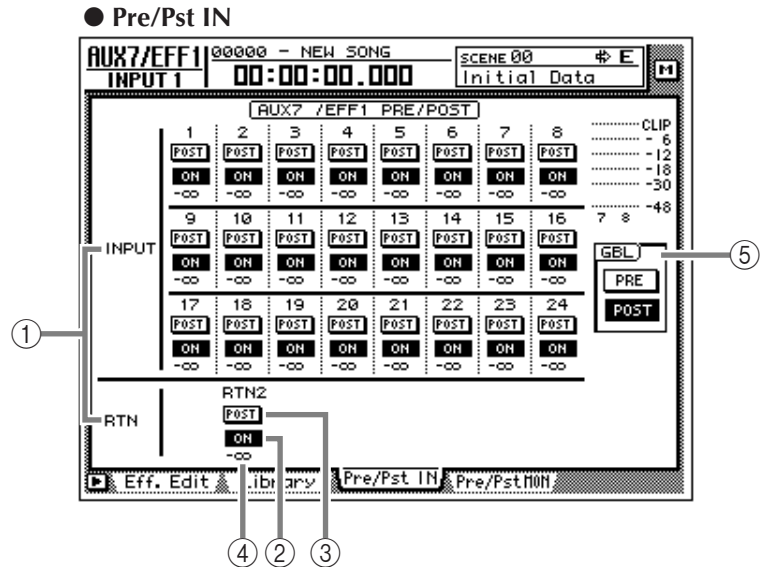 ● Pre/Pst IN
AUX7/EFF1 00000 - NEW SONG SCENE 00 E
INPUT 1 00:00:00.000 Initial Data M
AUX7 /EFF1 PRE/POST
1 2 3 4 5 6 7 8
POST POST POST POST POST POST POST POST
ON ON ON ON ON ON ON ON
-∞ -∞ -∞ -∞ -∞ -∞ -∞ -∞
CLIP
- 6
-12
-18
-30
-48
7 8
INPUT
9 10 11 12 13 14 15 16
POST POST POST POST POST POST POST POST
ON ON ON ON ON ON ON ON
-∞ -∞ -∞ -∞ -∞ -∞ -∞ -∞
GBL
PRE
POST
⑤
①
17 18 19 20 21 22 23 24
POST POST POST POST POST POST POST POST
ON ON ON ON ON ON ON ON
-∞ -∞ -∞ -∞ -∞ -∞ -∞ -∞
RTN
RTN2
POST
ON
-∞
Eff. Edit Library Pre/Pst IN Pre/PstMON
④ ② ③